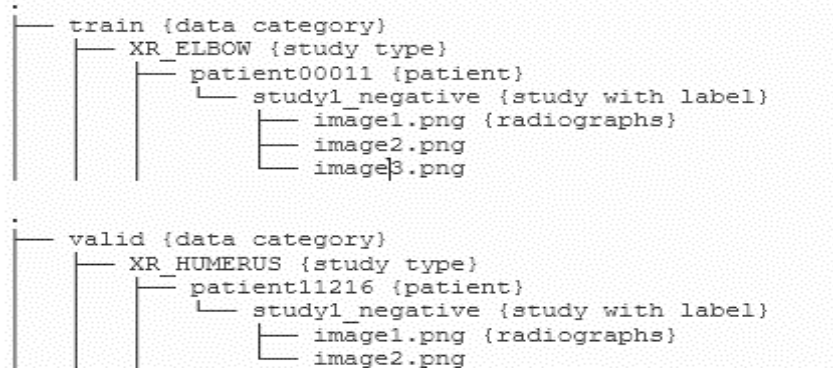 .
├── train {data category}
│   ├── XR_ELBOW {study type}
│   │   ├── patient00011 {patient}
│   │   │   └── study1_negative {study with label}
│   │   │       ├── image1.png {radiographs}
│   │   │       ├── image2.png
│   │   │       └── image3.png
.
├── valid {data category}
│   ├── XR_HUMERUS {study type}
│   │   ├── patient11216 {patient}
│   │   │   └── study1_negative {study with label}
│   │   │       ├── image1.png {radiographs}
│   │   │       └── image2.png